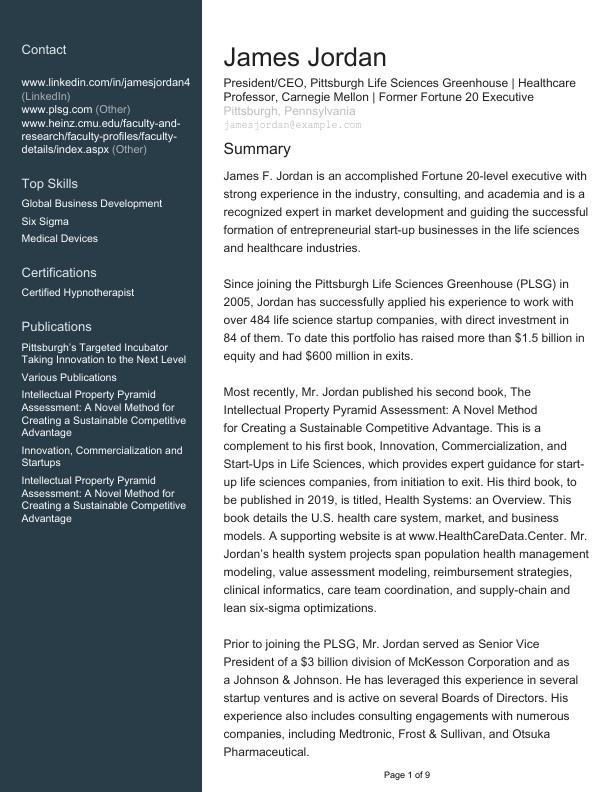 Contact
www.linkedin.com/in/jamesjordan4
(LinkedIn)
www.plsg.com (Other)
www.heinz.cmu.edu/faculty-and-
research/faculty-profiles/faculty-
details/index.aspx (Other)
Top Skills
Global Business Development
Six Sigma
Medical Devices
Certifications
Certified Hypnotherapist
Publications
Pittsburgh's Targeted Incubator
Taking Innovation to the Next Level
Various Publications
Intellectual Property Pyramid
Assessment: A Novel Method for
Creating a Sustainable Competitive
Advantage
Innovation, Commercialization and
Startups
Intellectual Property Pyramid
Assessment: A Novel Method for
Creating a Sustainable Competitive
Advantage
James Jordan
President/CEO, Pittsburgh Life Sciences Greenhouse | Healthcare
Professor, Carnegie Mellon | Former Fortune 20 Executive
Pittsburgh, Pennsylvania
jamesjordan@example.com
Summary
James F. Jordan is an accomplished Fortune 20-level executive with
strong experience in the industry, consulting, and academia and is a
recognized expert in market development and guiding the successful
formation of entrepreneurial start-up businesses in the life sciences
and healthcare industries.
Since joining the Pittsburgh Life Sciences Greenhouse (PLSG) in
2005, Jordan has successfully applied his experience to work with
over 484 life science startup companies, with direct investment in
84 of them. To date this portfolio has raised more than $1.5 billion in
equity and had $600 million in exits.
Most recently, Mr. Jordan published his second book, The
Intellectual Property Pyramid Assessment: A Novel Method
for Creating a Sustainable Competitive Advantage. This is a
complement to his first book, Innovation, Commercialization, and
Start-Ups in Life Sciences, which provides expert guidance for start-
up life sciences companies, from initiation to exit. His third book, to
be published in 2019, is titled, Health Systems: an Overview. This
book details the U.S. health care system, market, and business
models. A supporting website is at www.HealthCareData.Center. Mr.
Jordan's health system projects span population health management
modeling, value assessment modeling, reimbursement strategies,
clinical informatics, care team coordination, and supply-chain and
lean six-sigma optimizations.
Prior to joining the PLSG, Mr. Jordan served as Senior Vice
President of a $3 billion division of McKesson Corporation and as
a Johnson & Johnson. He has leveraged this experience in several
startup ventures and is active on several Boards of Directors. His
experience also includes consulting engagements with numerous
companies, including Medtronic, Frost & Sullivan, and Otsuka
Pharmaceutical.
Page 1 of 9